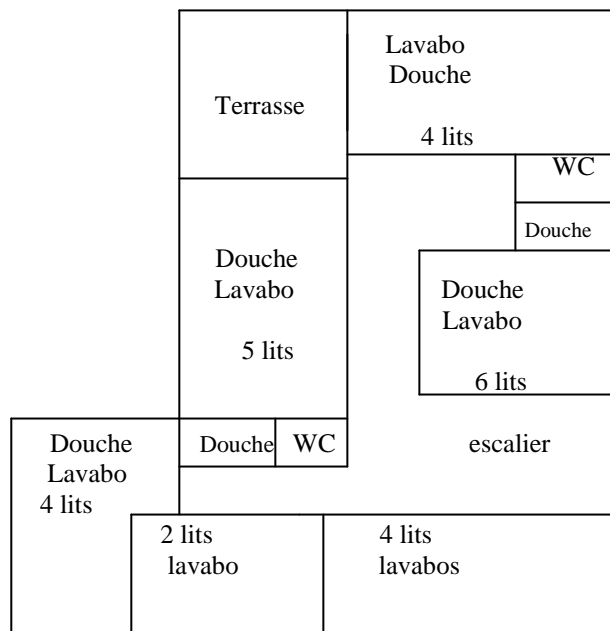 Terrasse
Lavabo
Douche
4 lits
WC
Douche
Douche
Lavabo
5 lits
Douche
Lavabo
6 lits
Douche
Lavabo
4 lits
Douche
WC
escalier
2 lits
lavabo
4 lits
lavabos